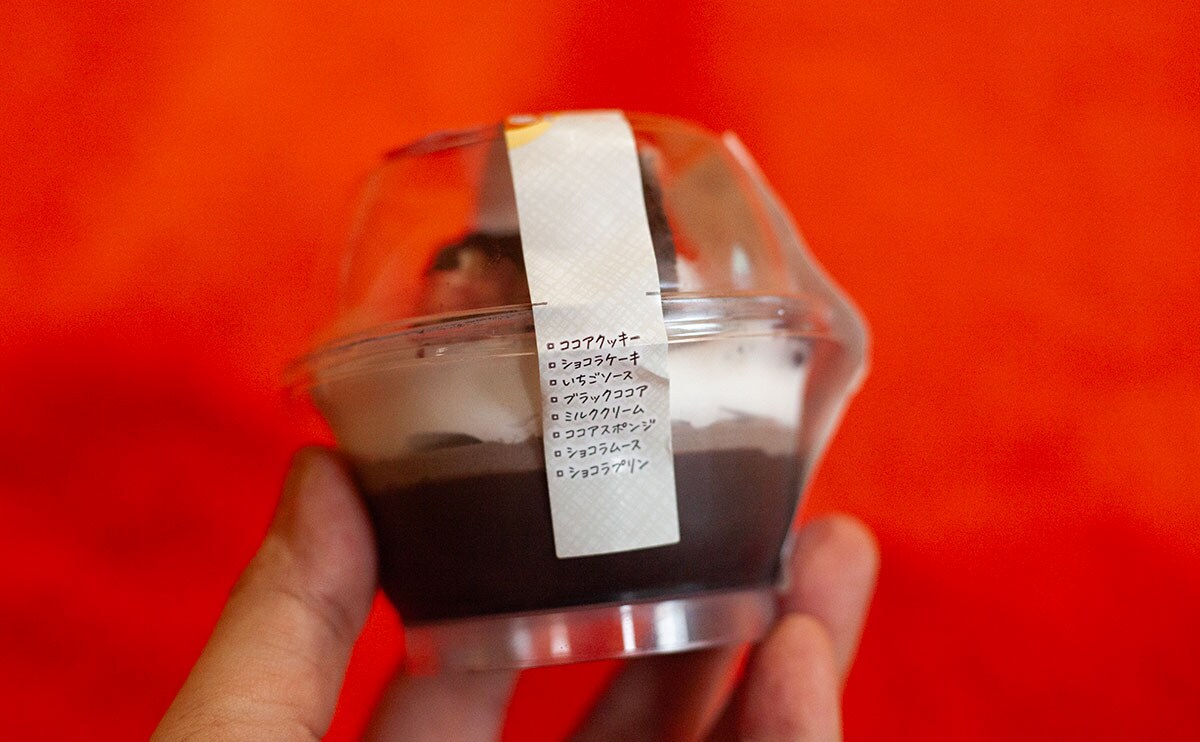 ▫ ココアクッキー
▫ ショコラケーキ
▫ いちごソース
▫ ブラックココア
▫ ミルククリーム
▫ ココアスポンジ
▫ ショコラムース
▫ ショコラプリン